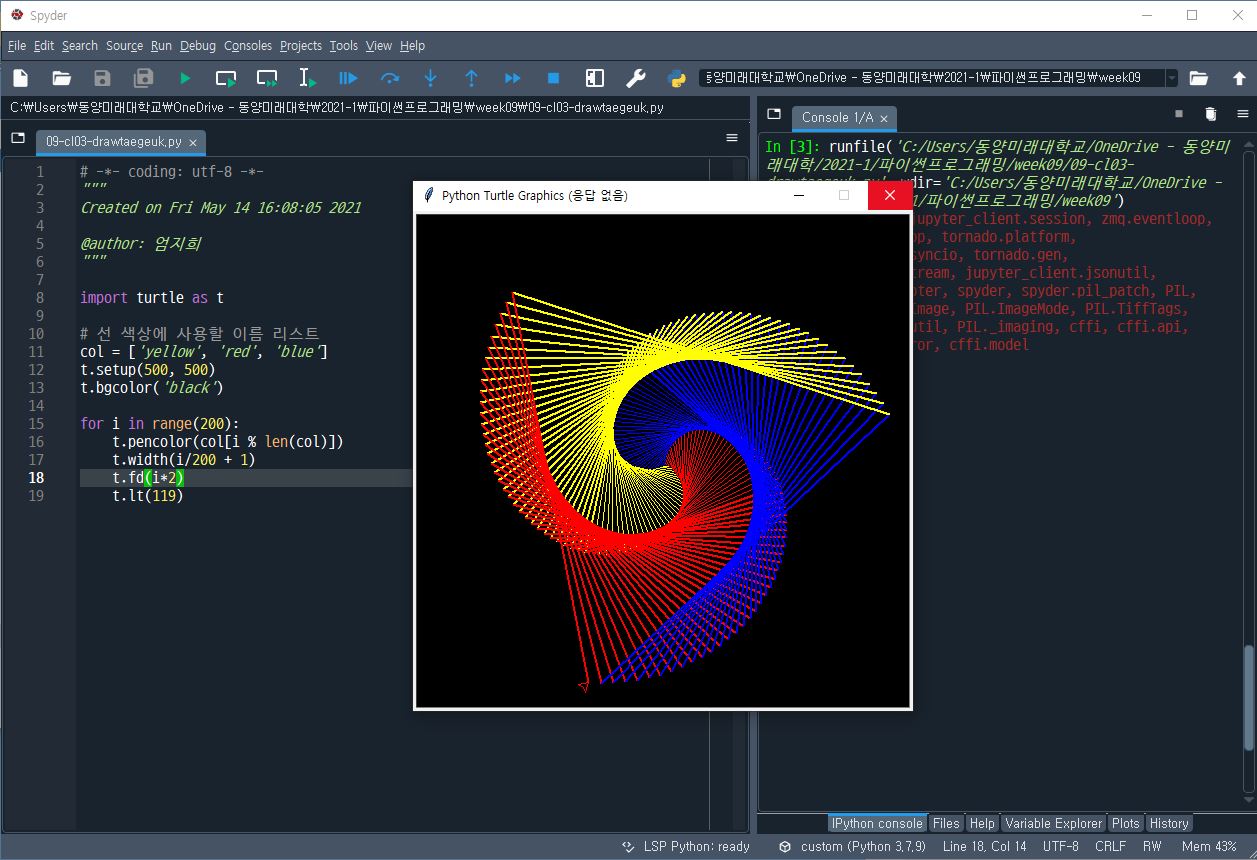 Spyder
File Edit Search Source Run Debug Consoles Projects Tools View Help
동양미래대학교₩OneDrive - 동양미래대학₩2021-1₩파이썬프로그래밍₩week09
C:₩Users₩동양미래대학교₩OneDrive - 동양미래대학₩2021-1₩파이썬프로그래밍₩week09₩09-cl03-drawtaegeuk.py
09-cl03-drawtaegeuk.py
1 # -*- coding: utf-8 -*-
2 """
3 Created on Fri May 14 16:08:05 2021
4
5 @author: 엄지희
6 """
7
8 import turtle as t
9
10 # 선 색상에 사용할 이름 리스트
11 col = ['yellow', 'red', 'blue']
12 t.setup(500, 500)
13 t.bgcolor('black')
14
15 for i in range(200):
16     t.pencolor(col[i % len(col)])
17     t.width(i/200 + 1)
18     t.fd(i*2)
19     t.lt(119)
Python Turtle Graphics (응답 없음)
Console 1/A
In [3]: runfile('C:/Users/동양미래대학교/OneDrive - 동양미
래대학/2021-1/파이썬프로그래밍/week09/09-cl03-
dir='C:/Users/동양미래대학교/OneDrive -
1/파이썬프로그래밍/week09')
jupyter_client.session, zmq.eventloop,
op, tornado.platform,
syncio, tornado.gen,
tream, jupyter_client.jsonutil,
pter, spyder, spyder.pil_patch, PIL,
Image, PIL.ImageMode, PIL.TiffTags,
util, PIL._imaging, cffi, cffi.api,
ror, cffi.model
IPython console Files Help Variable Explorer Plots History
LSP Python: ready custom (Python 3.7.9) Line 18, Col 14 UTF-8 CRLF RW Mem 43%